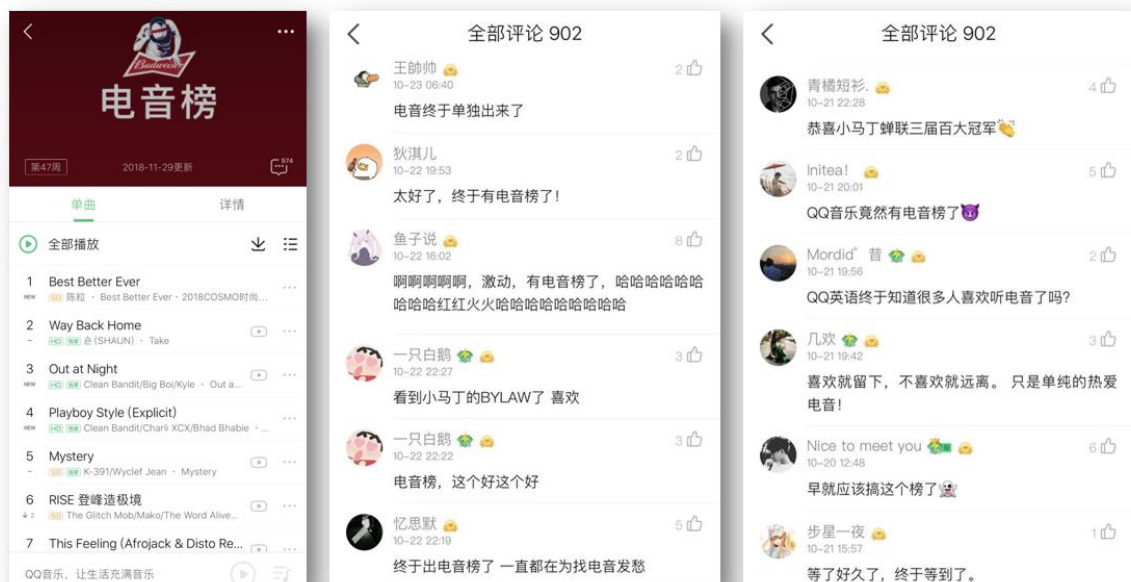 Budweiser
电音榜
第47周
2018-11-29更新
974
单曲
详情
全部播放
1 Best Better Ever
NEW SQ 陈粒 · Best Better Ever · 2018COSMO时尚...
2 Way Back Home
- HQ 独家 숀 (SHAUN) · Take
3 Out at Night
NEW HQ 独家 Clean Bandit/Big Boi/Kyle · Out a...
4 Playboy Style (Explicit)
NEW HQ 独家 Clean Bandit/Charli XCX/Bhad Bhabie · ...
5 Mystery
- SQ 独家 K-391/Wyclef Jean · Mystery
6 RISE 登峰造极境
2 SQ The Glitch Mob/Mako/The Word Alive...
7 This Feeling (Afrojack & Disto Re...
QQ音乐，让生活充满音乐
全部评论 902
王帥帅
2
10-23 06:40
电音终于单独出来了
狄淇儿
2
10-22 19:53
太好了，终于有电音榜了！
鱼子说
8
10-22 16:02
啊啊啊啊啊，激动，有电音榜了，哈哈哈哈哈哈
哈哈哈红红火火哈哈哈哈哈哈哈哈哈
一只白鹅
3
10-22 22:27
看到小马丁的BYLAW了 喜欢
一只白鹅
3
10-22 22:22
电音榜，这个好这个好
忆思默
5
10-22 22:19
终于出电音榜了 一直都在为找电音发愁
全部评论 902
青橘短衫.
4
10-21 22:28
恭喜小马丁蝉联三届百大冠军
Initea！
5
10-21 20:01
QQ音乐竟然有电音榜了
Mordid° 昔
2
10-21 19:56
QQ英语终于知道很多人喜欢听电音了吗?
几欢
3
10-21 19:42
喜欢就留下，不喜欢就远离。 只是单纯的热爱
电音！
Nice to meet you
6
10-20 12:48
早就应该搞这个榜了
步星一夜
1
10-21 15:57
等了好久了，终于等到了。